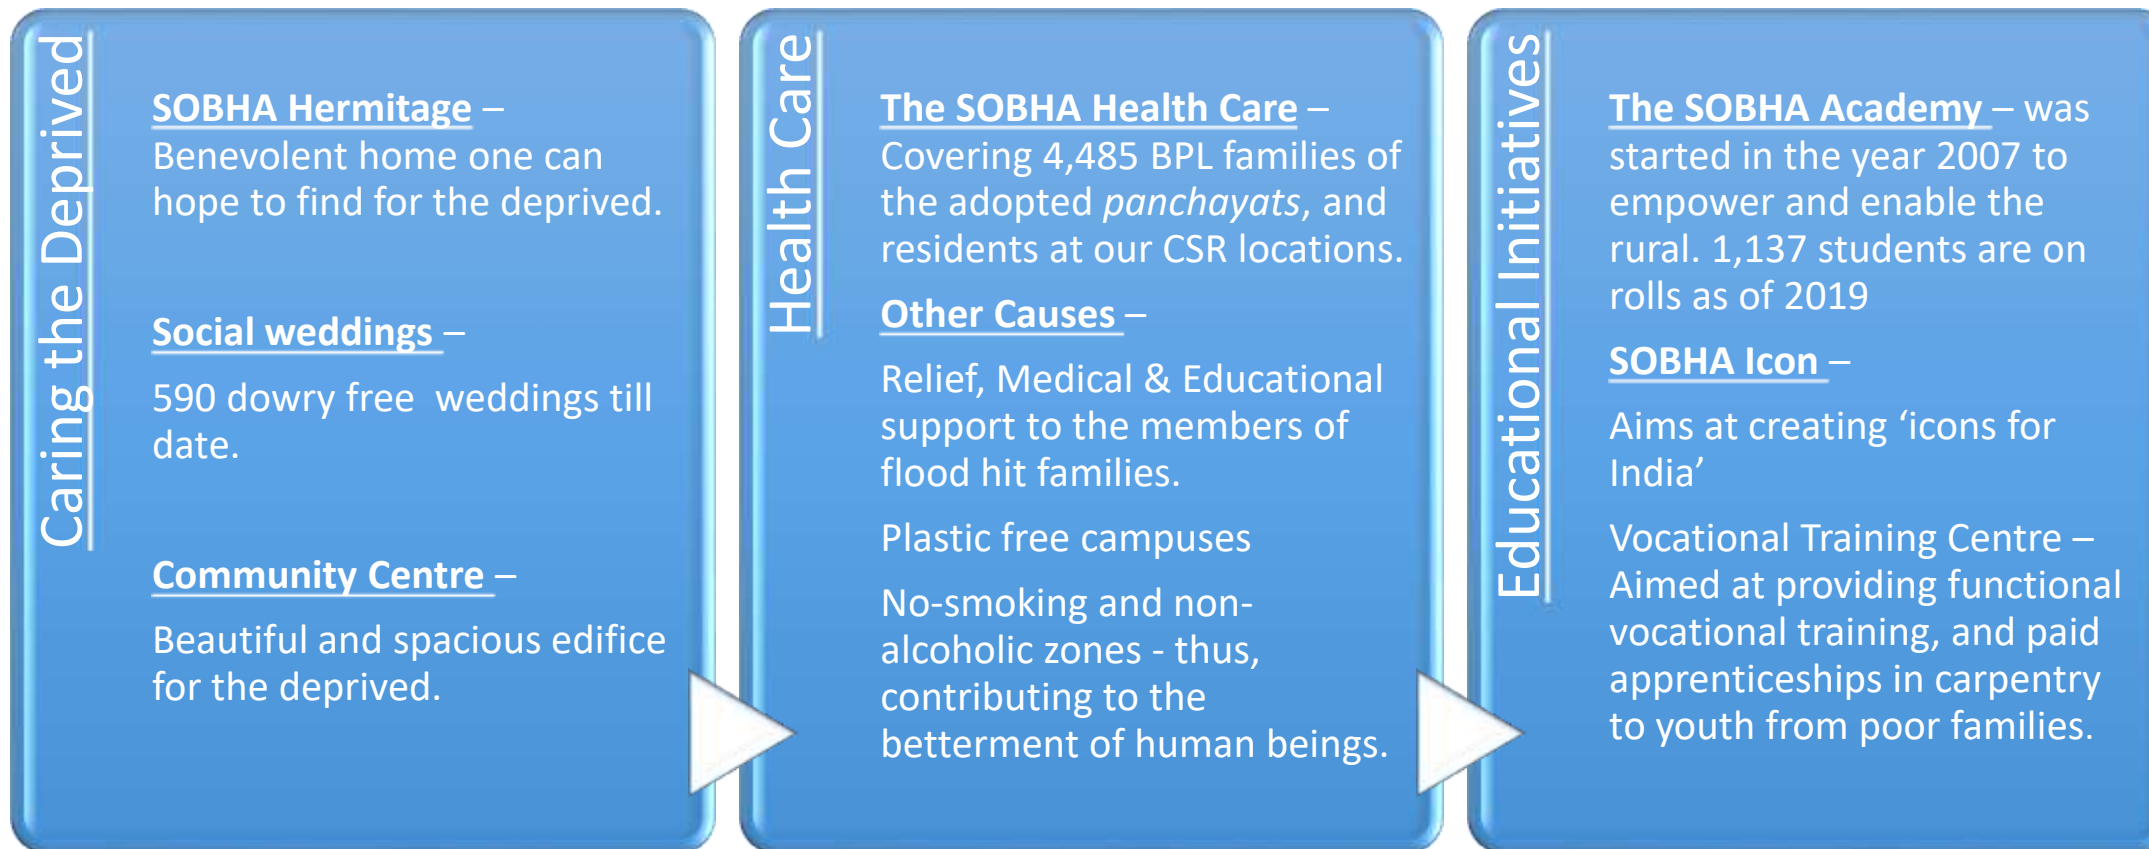 Caring the Deprived
SOBHA Hermitage –
Benevolent home one can
hope to find for the deprived.
Social weddings –
590 dowry free  weddings till
date.
Community Centre –
Beautiful and spacious edifice
for the deprived.
Health Care
The SOBHA Health Care –
Covering 4,485 BPL families of
the adopted panchayats, and
residents at our CSR locations.
Other Causes –
Relief, Medical & Educational
support to the members of
flood hit families.
Plastic free campuses
No-smoking and non-
alcoholic zones - thus,
contributing to the
betterment of human beings.
Educational Initiatives
The SOBHA Academy – was
started in the year 2007 to
empower and enable the
rural. 1,137 students are on
rolls as of 2019
SOBHA Icon –
Aims at creating ‘icons for
India’
Vocational Training Centre –
Aimed at providing functional
vocational training, and paid
apprenticeships in carpentry
to youth from poor families.